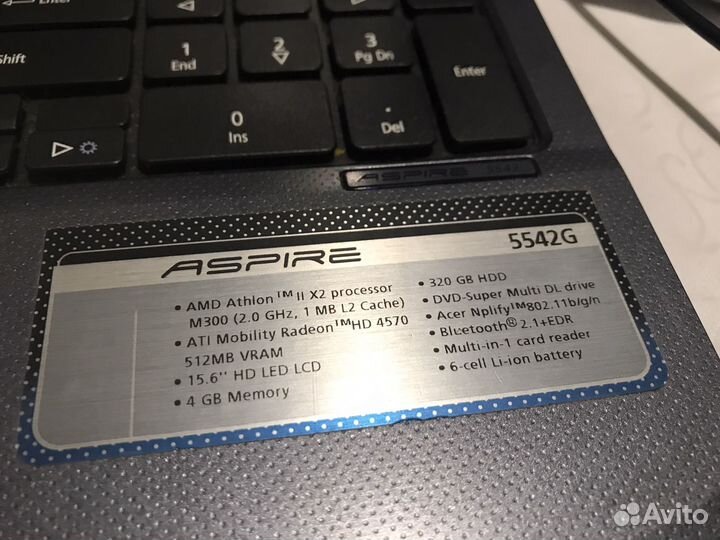 Enter
Shift
1
End
2
3
Pg Dn
Enter
0
Ins
.
Del
ASPIRE 5542
ASPIRE 5542G
• AMD Athlon™ II X2 processor
M300 (2.0 GHz, 1 MB L2 Cache)
• ATI Mobility Radeon™HD 4570
512MB VRAM
• 15.6" HD LED LCD
• 4 GB Memory
• 320 GB HDD
• DVD-Super Multi DL drive
• Acer Nplify™802.11b/g/n
• Bluetooth® 2.1+EDR
• Multi-in-1 card reader
• 6-cell Li-ion battery
Avito